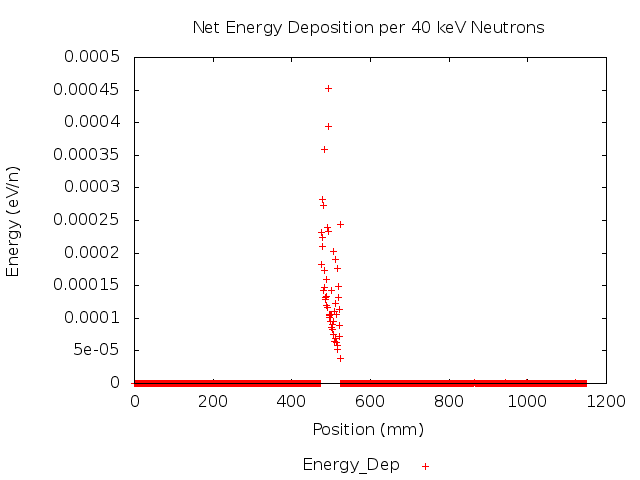 Net Energy Deposition per 40 keV Neutrons
0.0005
0.00045
0.0004
0.00035
0.0003
0.00025
0.0002
0.00015
0.0001
5e-05
0
Energy (eV/n)
0 200 400 600 800 1000 1200
Position (mm)
Energy_Dep